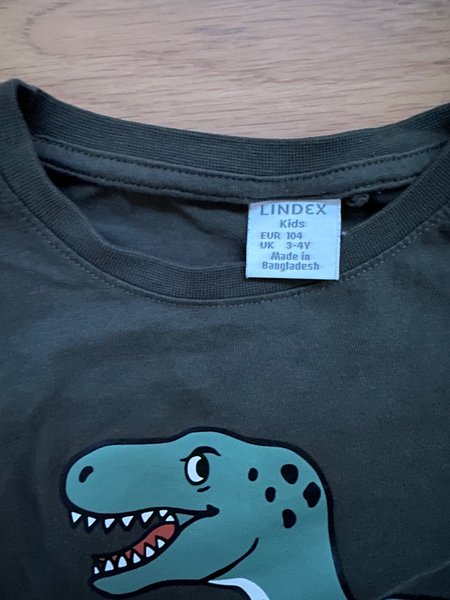 LINDEX
Kids
EUR 104
UK 3-4Y
Made in
Bangladesh